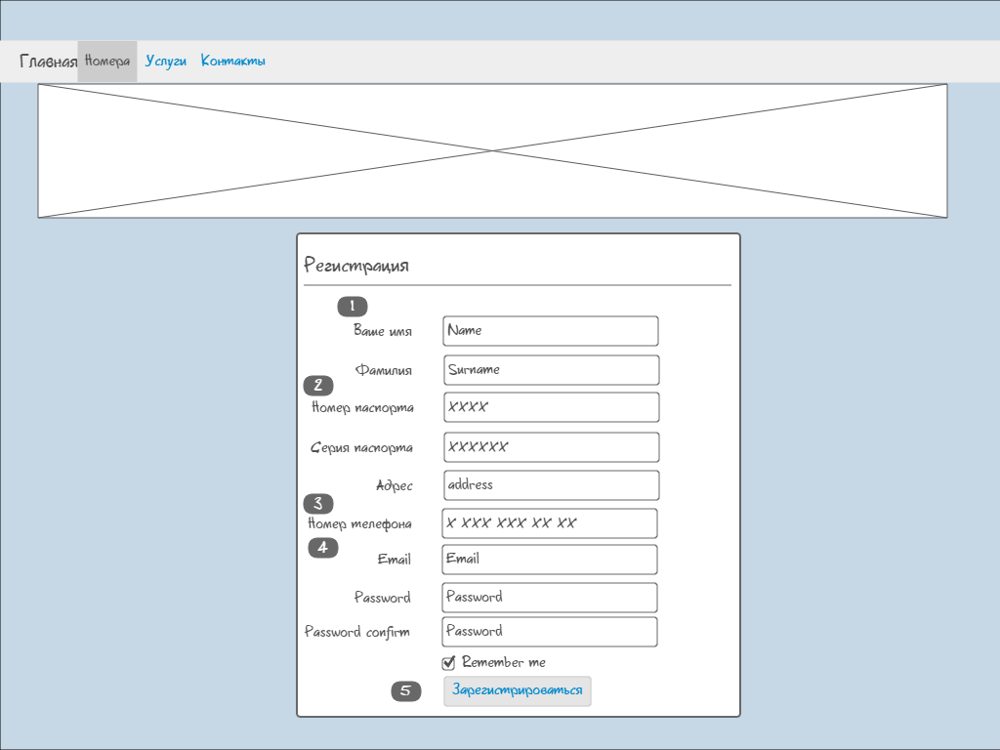 Главная Номера Услуги Контакты
Регистрация
1
Ваше имя Name
Фамилия Surname
2
Номер паспорта XXXX
Серия паспорта XXXXXX
Адрес address
3
Номер телефона X XXX XXX XX XX
4
Email Email
Password Password
Password confirm Password
Remember me
5 Зарегистрироваться